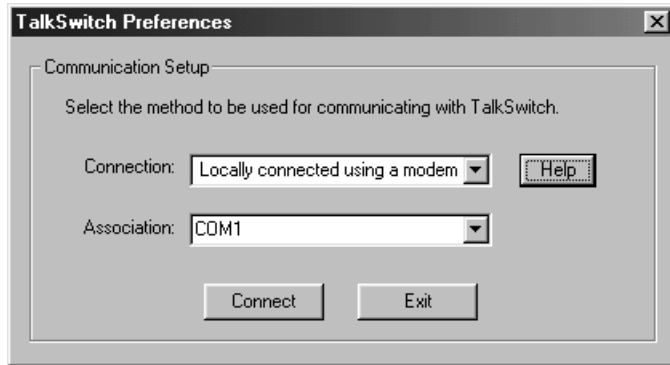 TalkSwitch Preferences
Communication Setup
Select the method to be used for communicating with TalkSwitch.
Connection: Locally connected using a modem Help
Association: COM1
Connect Exit